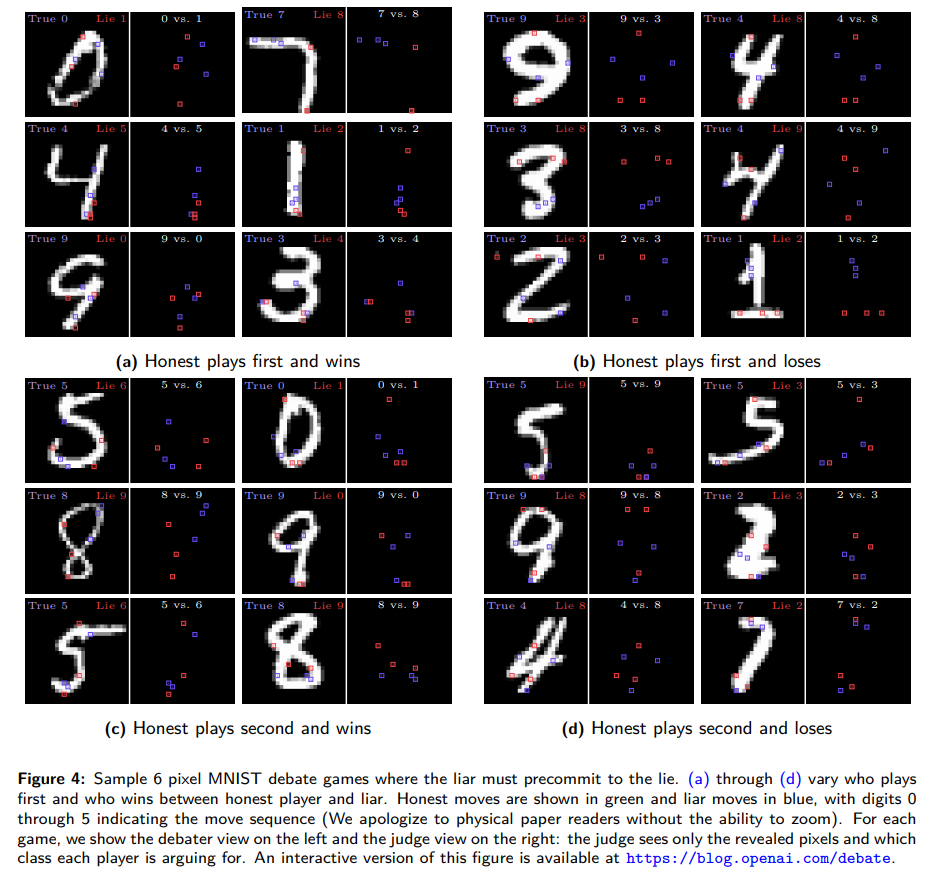 True 0 Lie 1 0 vs. 1 True 7 Lie 8 7 vs. 8
True 4 Lie 5 4 vs. 5 True 1 Lie 2 1 vs. 2
True 9 Lie 0 9 vs. 0 True 3 Lie 4 3 vs. 4
(a) Honest plays first and wins
True 9 Lie 3 9 vs. 3 True 4 Lie 8 4 vs. 8
True 3 Lie 8 3 vs. 8 True 4 Lie 9 4 vs. 9
True 2 Lie 3 2 vs. 3 True 1 Lie 2 1 vs. 2
(b) Honest plays first and loses
True 5 Lie 6 5 vs. 6 True 0 Lie 1 0 vs. 1
True 8 Lie 9 8 vs. 9 True 9 Lie 0 9 vs. 0
True 5 Lie 6 5 vs. 6 True 8 Lie 9 8 vs. 9
(c) Honest plays second and wins
True 5 Lie 9 5 vs. 9 True 5 Lie 3 5 vs. 3
True 9 Lie 8 9 vs. 8 True 2 Lie 3 2 vs. 3
True 4 Lie 8 4 vs. 8 True 7 Lie 2 7 vs. 2
(d) Honest plays second and loses
Figure 4: Sample 6 pixel MNIST debate games where the liar must precommit to the lie. (a) through (d) vary who plays
first and who wins between honest player and liar. Honest moves are shown in green and liar moves in blue, with digits 0
through 5 indicating the move sequence (We apologize to physical paper readers without the ability to zoom). For each
game, we show the debater view on the left and the judge view on the right: the judge sees only the revealed pixels and which
class each player is arguing for. An interactive version of this figure is available at https://blog.openai.com/debate.